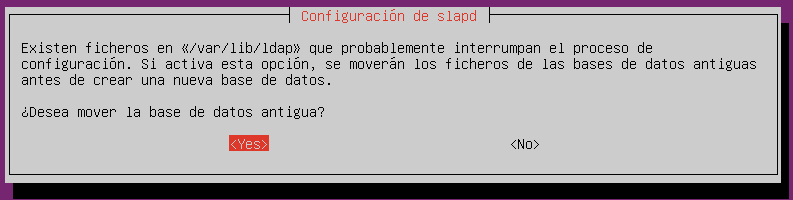 Configuración de slapd
Existen ficheros en «/var/lib/ldap» que probablemente interrumpan el proceso de
configuración. Si activa esta opción, se moverán los ficheros de las bases de datos antiguas
antes de crear una nueva base de datos.
¿Desea mover la base de datos antigua?
<Yes> <No>